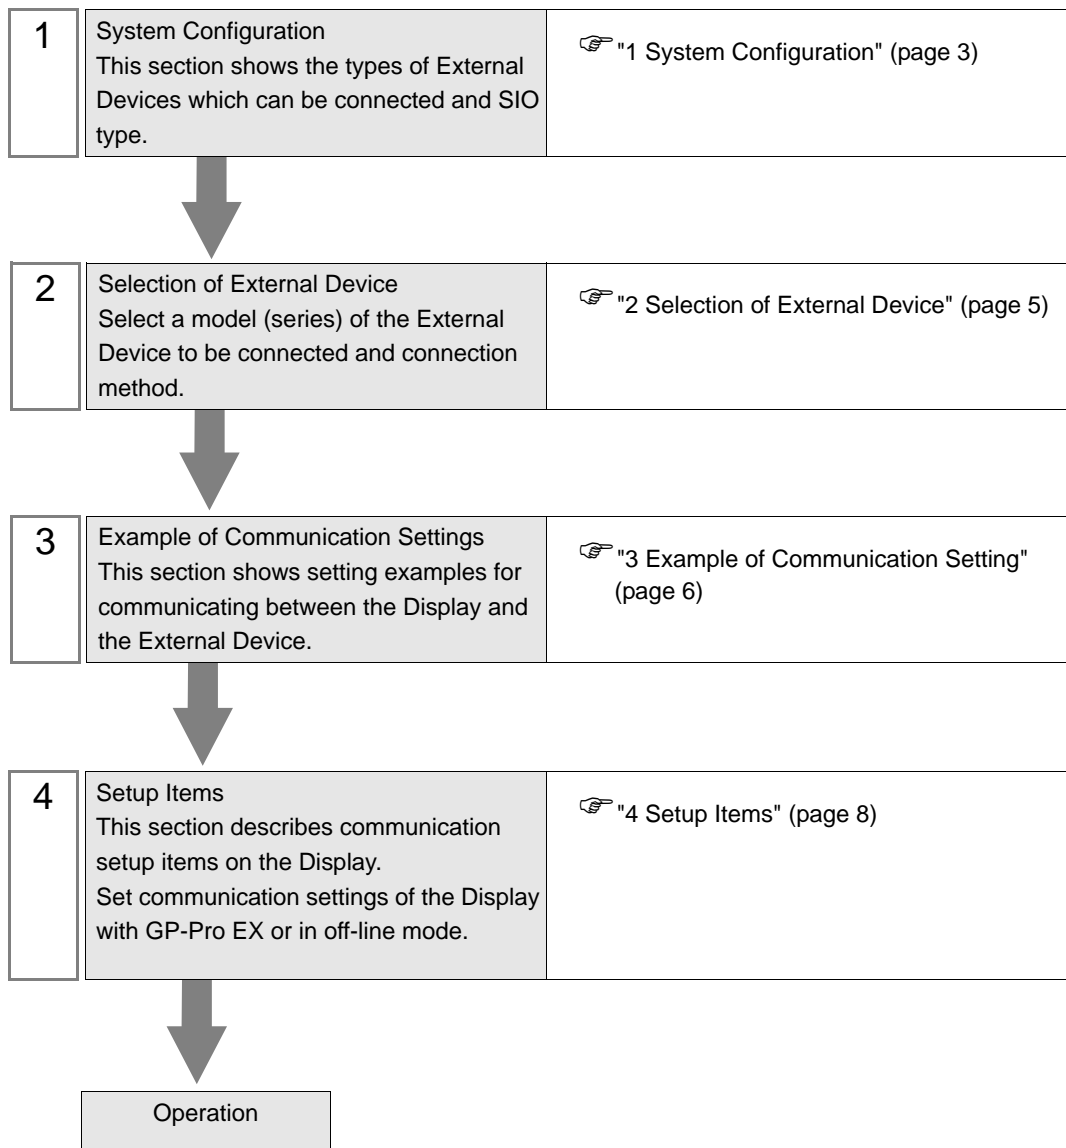 1
System Configuration
This section shows the types of External
Devices which can be connected and SIO
type.
"1 System Configuration" (page 3)
2
Selection of External Device
Select a model (series) of the External
Device to be connected and connection
method.
"2 Selection of External Device" (page 5)
3
Example of Communication Settings
This section shows setting examples for
communicating between the Display and
the External Device.
"3 Example of Communication Setting"
(page 6)
4
Setup Items
This section describes communication
setup items on the Display.
Set communication settings of the Display
with GP-Pro EX or in off-line mode.
"4 Setup Items" (page 8)
Operation